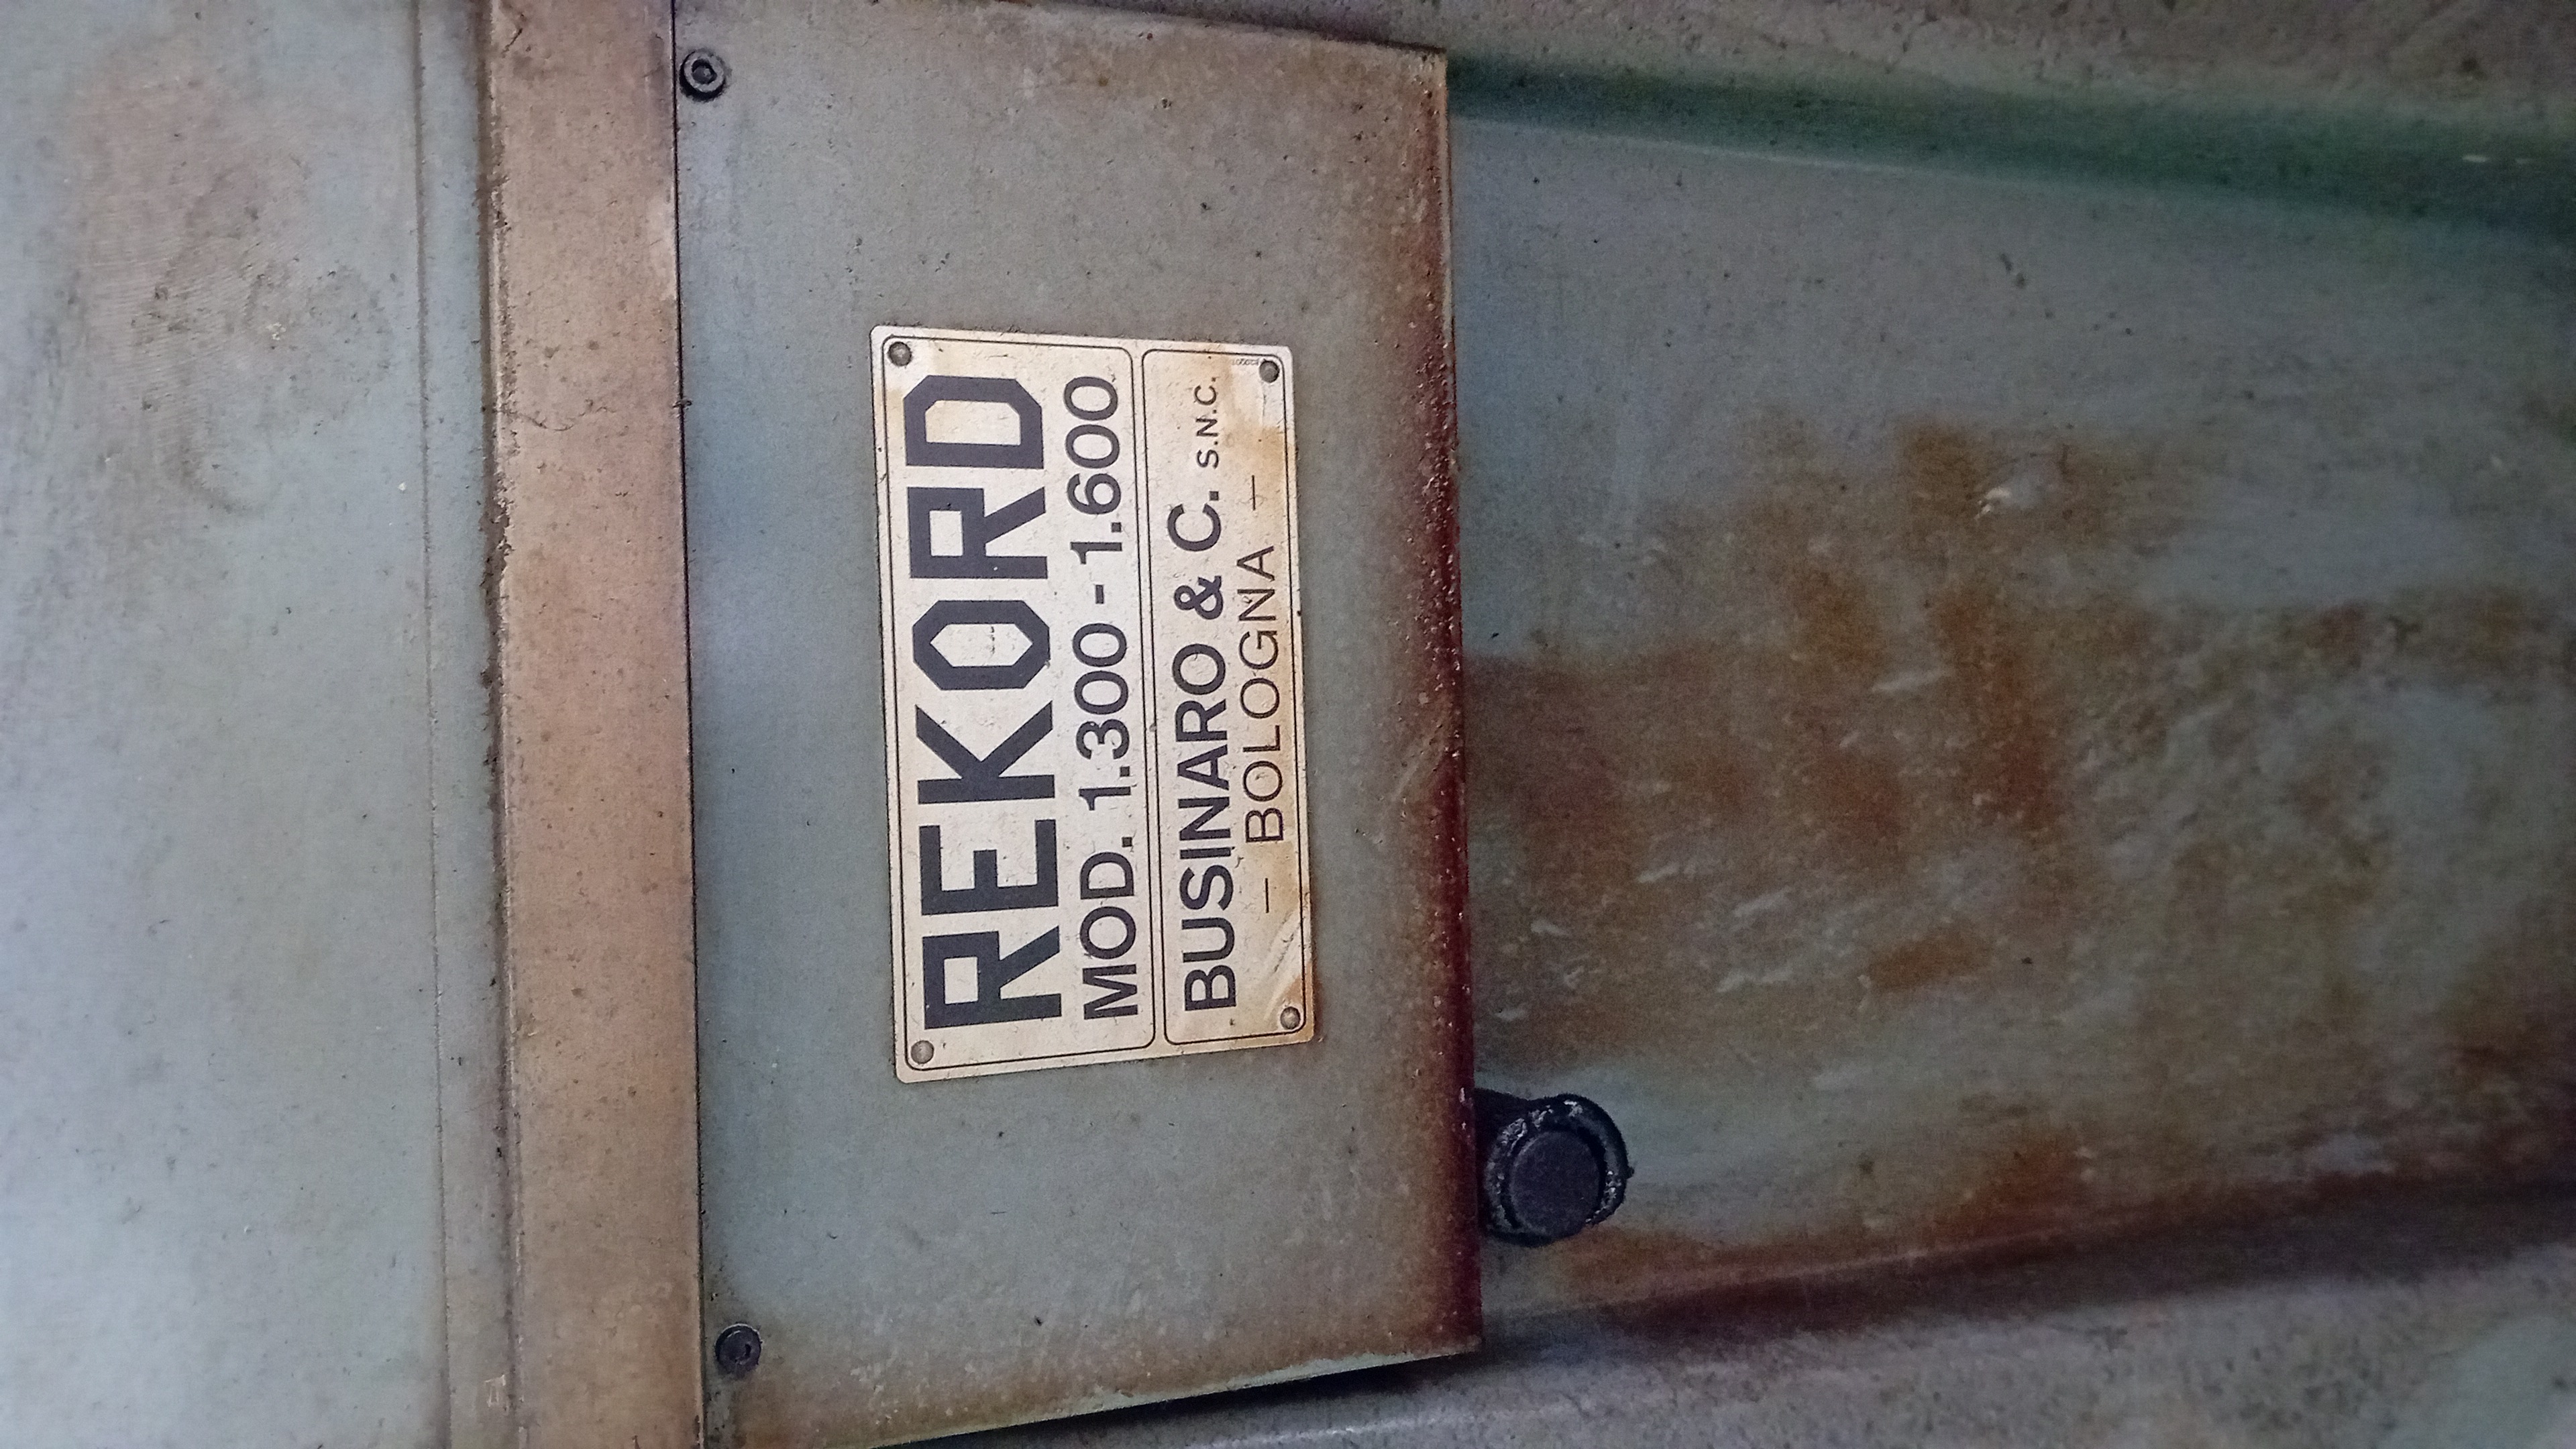 REKORD
MOD. 1.300 - 1.600
BUSINARO & C. S.N.C.
— BOLOGNA —